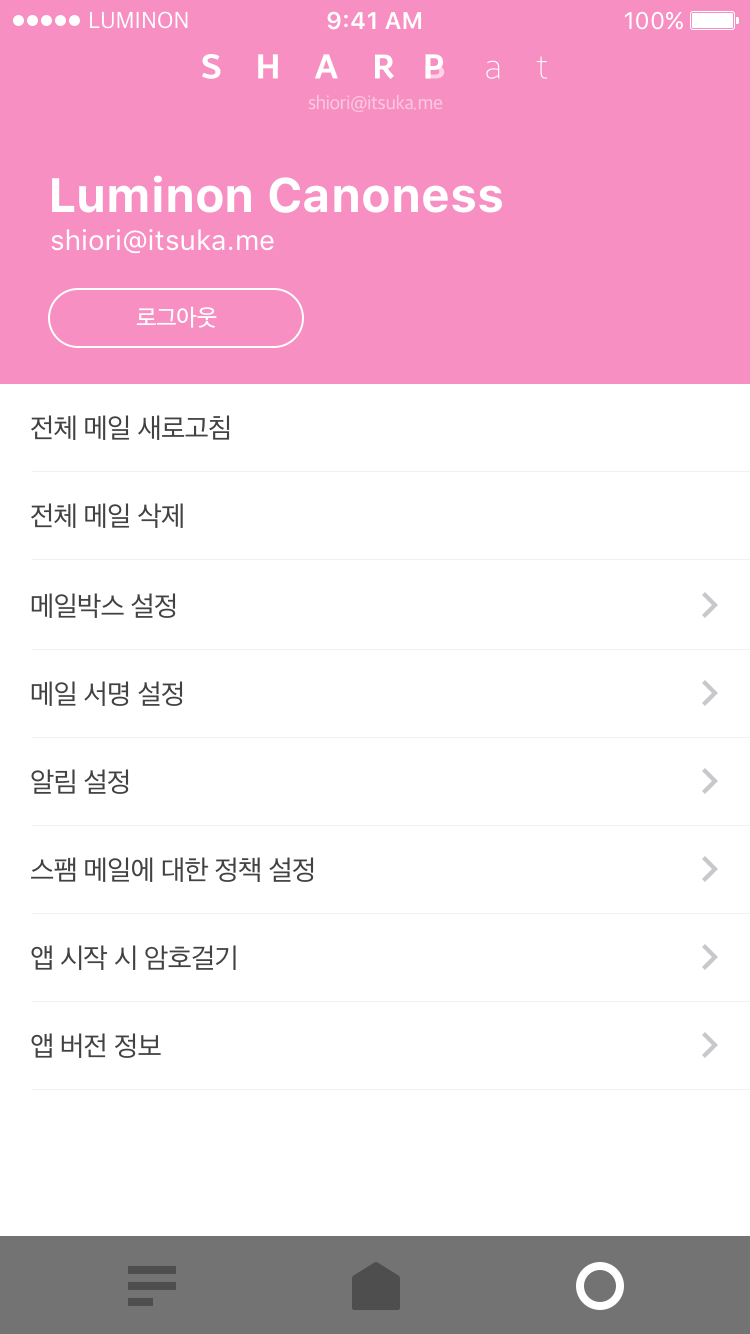 LUMINON 9:41 AM 100%
SHARBat
shiori@itsuka.me
Luminon Canoness
shiori@itsuka.me
로그아웃
전체 메일 새로고침
전체 메일 삭제
메일박스 설정
메일 서명 설정
알림 설정
스팸 메일에 대한 정책 설정
앱 시작 시 암호걸기
앱 버전 정보